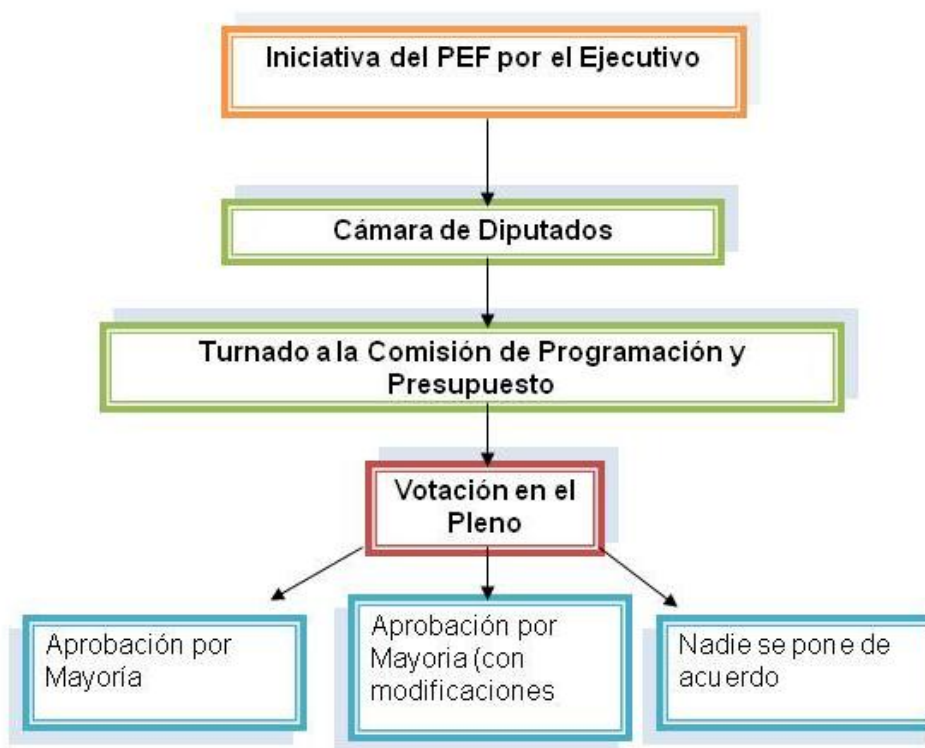 Iniciativa del PEF por el Ejecutivo
Cámara de Diputados
Turnado a la Comisión de Programación y
Presupuesto
Votación en el
Pleno
Aprobación por
Mayoría
Aprobación por
Mayoria (con
modificaciones
Nadie se pone de
acuerdo